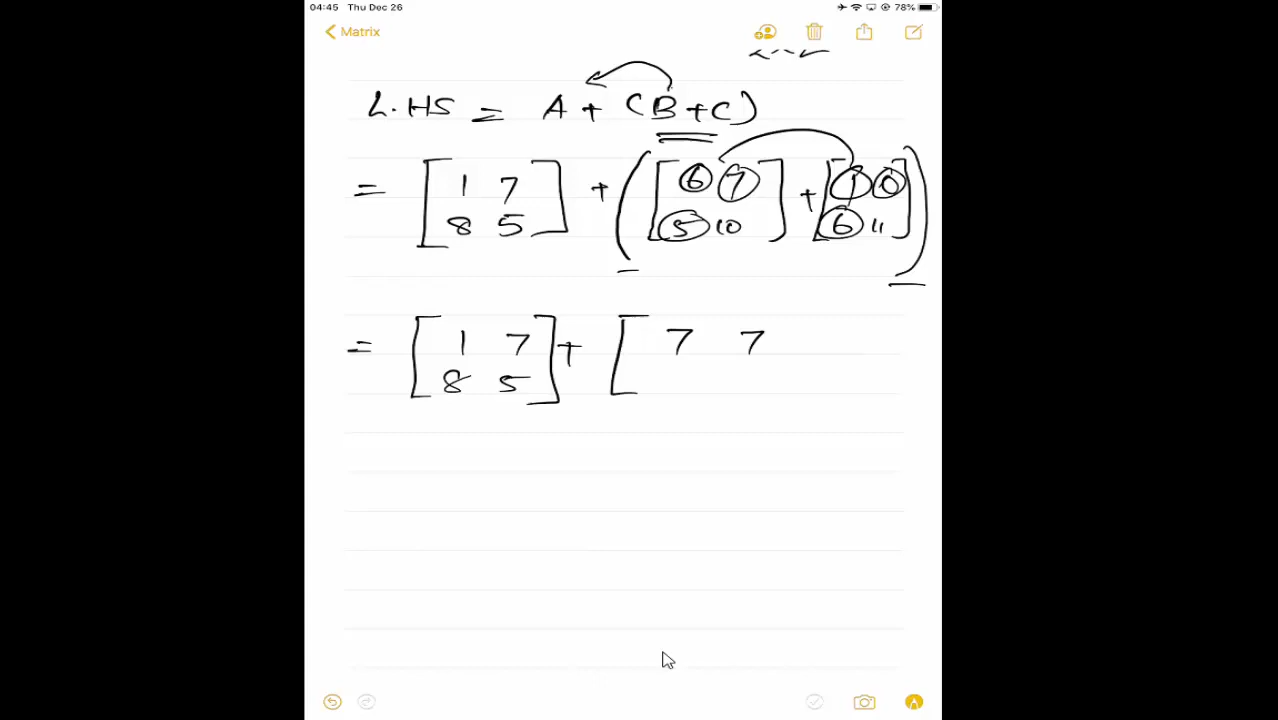 04:45 Thu Dec 26 78%
Matrix
L.HS = A + (B+C)
= [ 1 7 + ( [ 6 7 ] + [ 1 0 ] )
8 5 ] 5 10 6 11
= [ 1 7 ] + [ 7 7
8 5